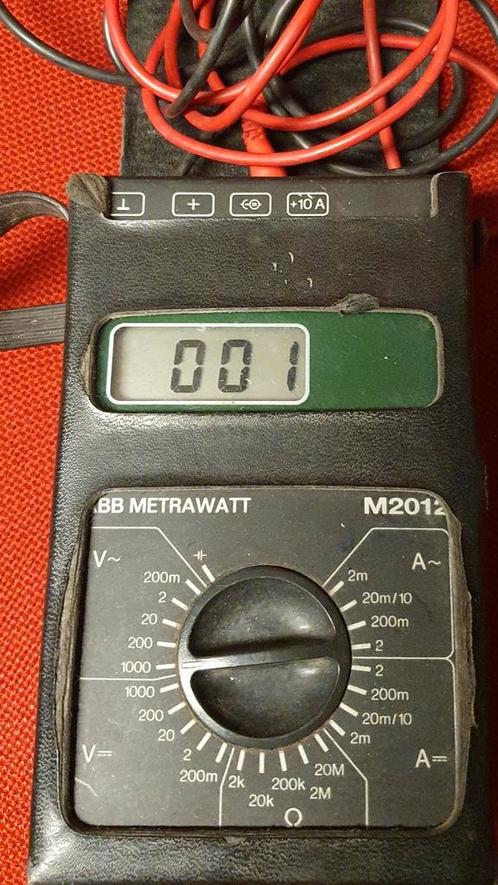 ⊥ + +10 A
001
ABB METRAWATT M2012
V~ A~
200m 2m
2 20m/10
20 200m
200 2
1000 2
1000 200m
200 20m/10
20 2m
V⎓ A⎓
2 20M
200m 2k 200k 2M
20k
Ω